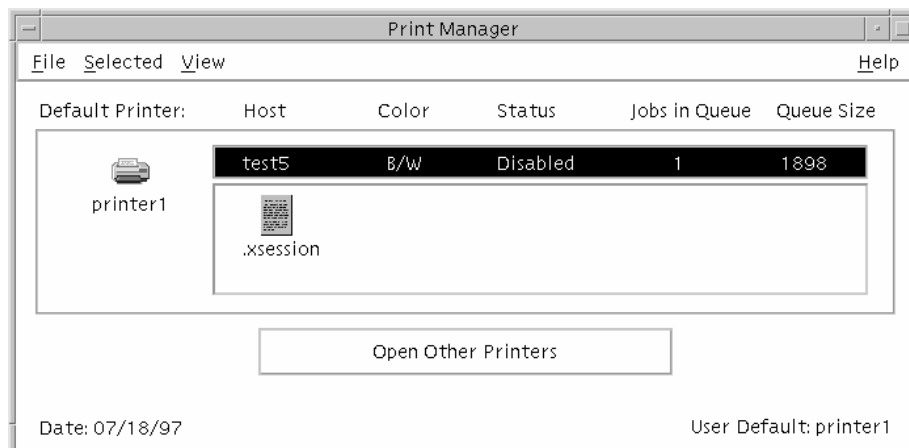 Print Manager
File Selected View Help
Default Printer: Host Color Status Jobs in Queue Queue Size
test5 B/W Disabled 1 1898
printer1
.xsession
Open Other Printers
Date: 07/18/97 User Default: printer1